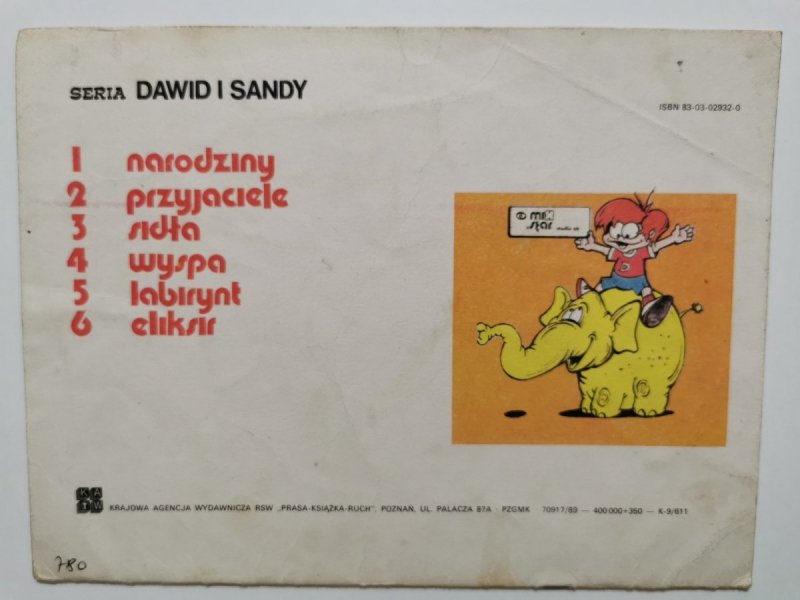 SERIA DAWID I SANDY
ISBN 83-03-02932-0
1 narodziny
2 przyjaciele
3 sidła
4 wyspa
5 labirynt
6 eliksir
mix
star
KRAJOWA AGENCJA WYDAWNICZA RSW „PRASA-KSIĄŻKA-RUCH", POZNAŃ, UL. PALACZA 87A · PZGMK 70917/89 — 400 000+350 — K-9/611
780